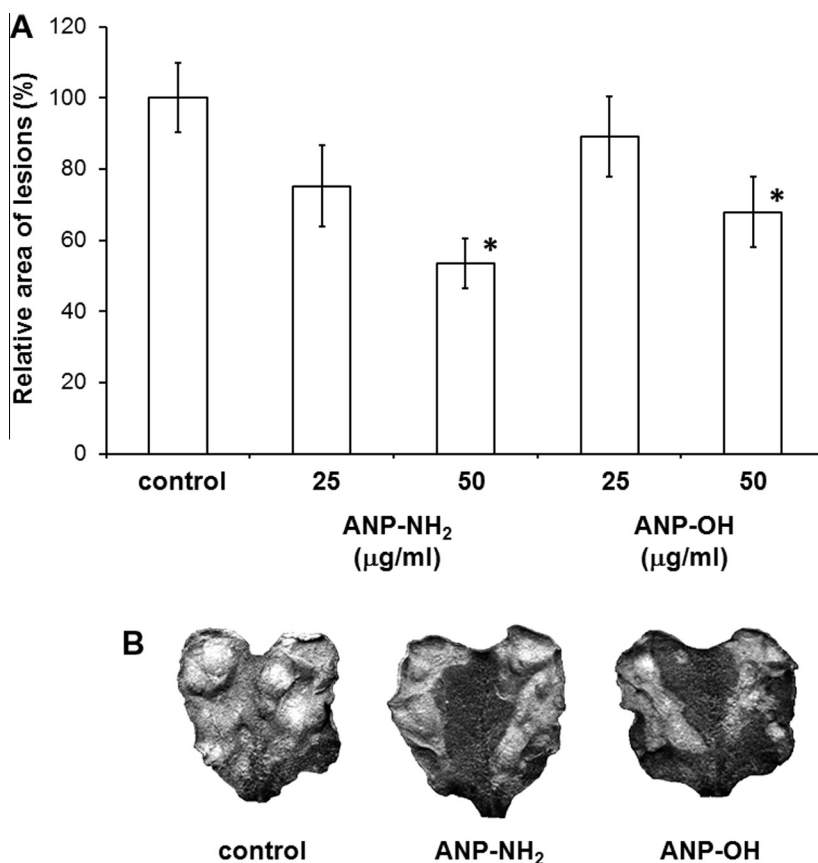 A
Relative area of lesions (%)
120
100
80
60
40
20
0
*
*
control
25
50
25
50
ANP-NH₂
(μg/ml)
ANP-OH
(μg/ml)
B
control
ANP-NH₂
ANP-OH